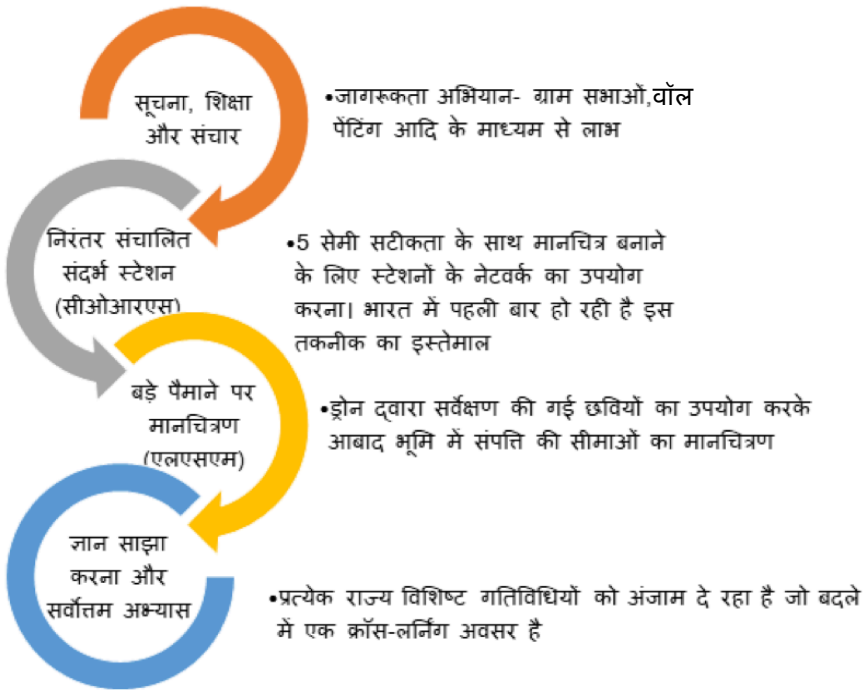 सूचना, शिक्षा
और संचार
•जागरूकता अभियान- ग्राम सभाओं,वॉल
पेंटिंग आदि के माध्यम से लाभ
निरंतर संचालित
संदर्भ स्टेशन
(सीओआरएस)
•5 सेमी सटीकता के साथ मानचित्र बनाने
के लिए स्टेशनों के नेटवर्क का उपयोग
करना। भारत में पहली बार हो रही है इस
तकनीक का इस्तेमाल
बड़े पैमाने पर
मानचित्रण
(एलएसएम)
•ड्रोन द्वारा सर्वेक्षण की गई छवियों का उपयोग करके
आबाद भूमि में संपत्ति की सीमाओं का मानचित्रण
ज्ञान साझा
करना और
सर्वोत्तम अभ्यास
•प्रत्येक राज्य विशिष्ट गतिविधियों को अंजाम दे रहा है जो बदले
में एक क्रॉस-लर्निंग अवसर है